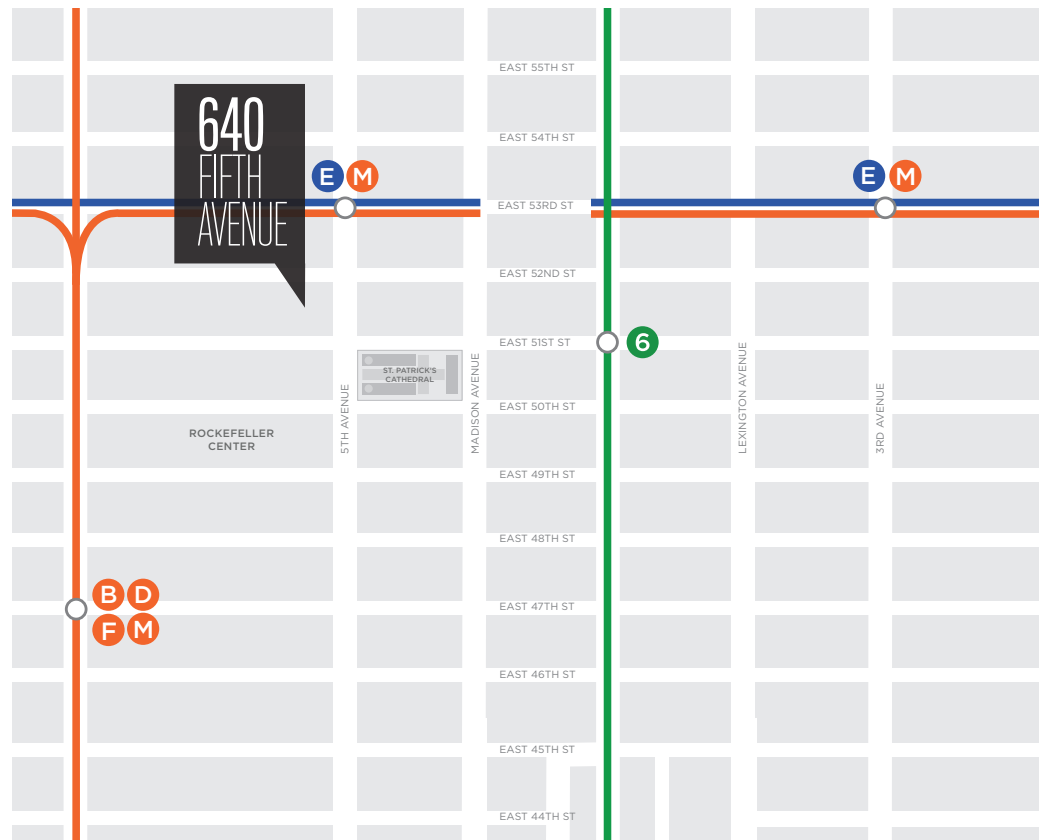 EAST 55TH ST
640
FIFTH
AVENUE
EAST 54TH ST
E M
E M
EAST 53RD ST
EAST 52ND ST
EAST 51ST ST
6
ST. PATRICK'S
CATHEDRAL
5TH AVENUE
MADISON AVENUE
LEXINGTON AVENUE
3RD AVENUE
EAST 50TH ST
ROCKEFELLER
CENTER
EAST 49TH ST
EAST 48TH ST
B D
F M
EAST 47TH ST
EAST 46TH ST
EAST 45TH ST
EAST 44TH ST